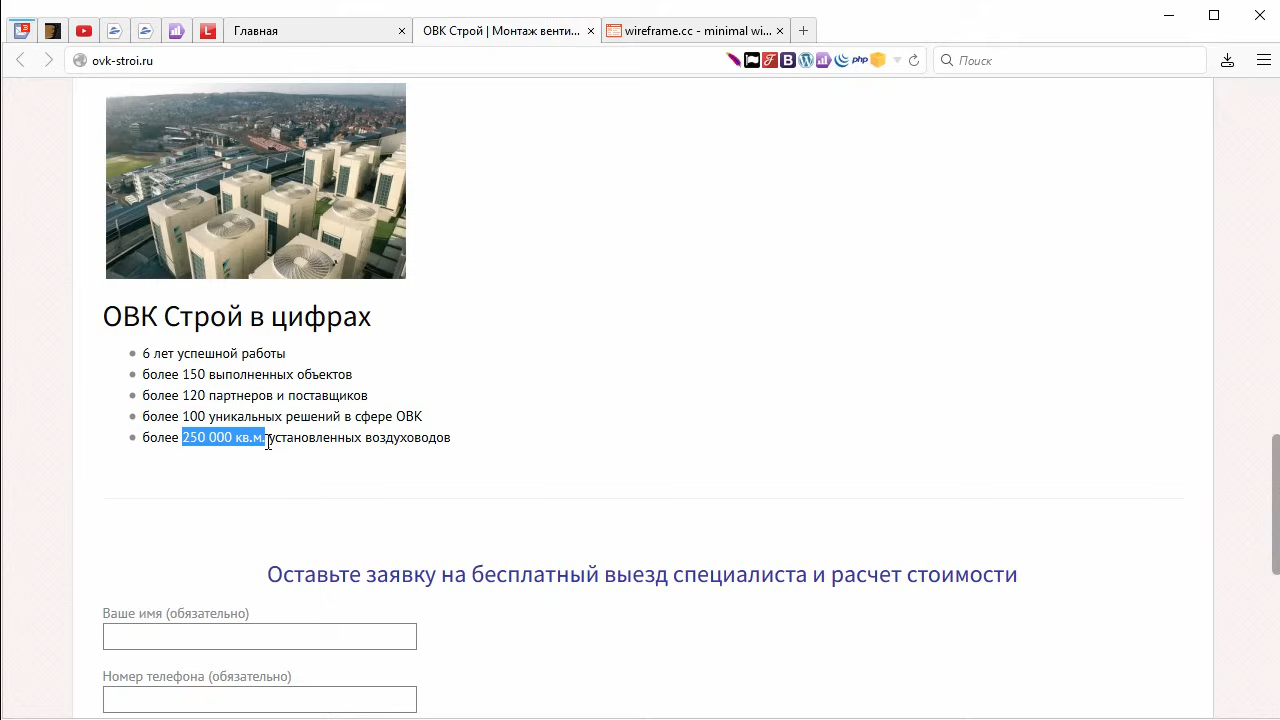 3
L
Главная
ОВК Строй | Монтаж венти...
wireframe.cc - minimal wi...
ovk-stroi.ru
F
B
php
Поиск
ОВК Строй в цифрах
6 лет успешной работы
более 150 выполненных объектов
более 120 партнеров и поставщиков
более 100 уникальных решений в сфере ОВК
более 250 000 кв.м. установленных воздуховодов
Оставьте заявку на бесплатный выезд специалиста и расчет стоимости
Ваше имя (обязательно)
Номер телефона (обязательно)